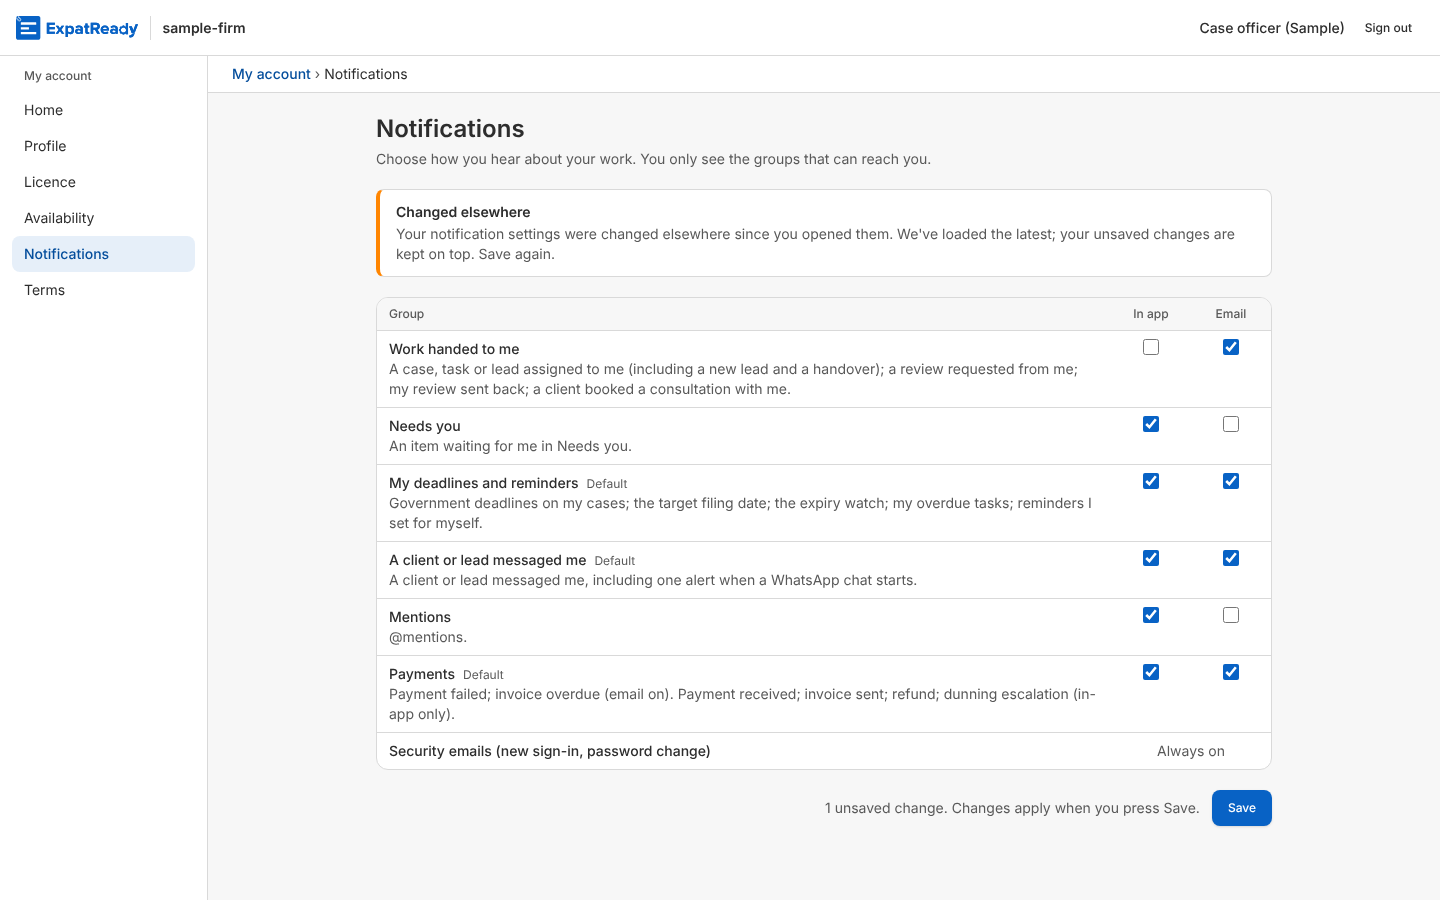 ExpatReady
sample-firm
Case officer (Sample)
Sign out
My account
Home
Profile
Licence
Availability
Notifications
Terms
My account › Notifications
Notifications
Choose how you hear about your work. You only see the groups that can reach you.
Changed elsewhere
Your notification settings were changed elsewhere since you opened them. We've loaded the latest; your unsaved changes are
kept on top. Save again.
Group In app Email
Work handed to me
A case, task or lead assigned to me (including a new lead and a handover); a review requested from me;
my review sent back; a client booked a consultation with me.
Needs you
An item waiting for me in Needs you.
My deadlines and reminders Default
Government deadlines on my cases; the target filing date; the expiry watch; my overdue tasks; reminders I
set for myself.
A client or lead messaged me Default
A client or lead messaged me, including one alert when a WhatsApp chat starts.
Mentions
@mentions.
Payments Default
Payment failed; invoice overdue (email on). Payment received; invoice sent; refund; dunning escalation (in-
app only).
Security emails (new sign-in, password change) Always on
1 unsaved change. Changes apply when you press Save.
Save